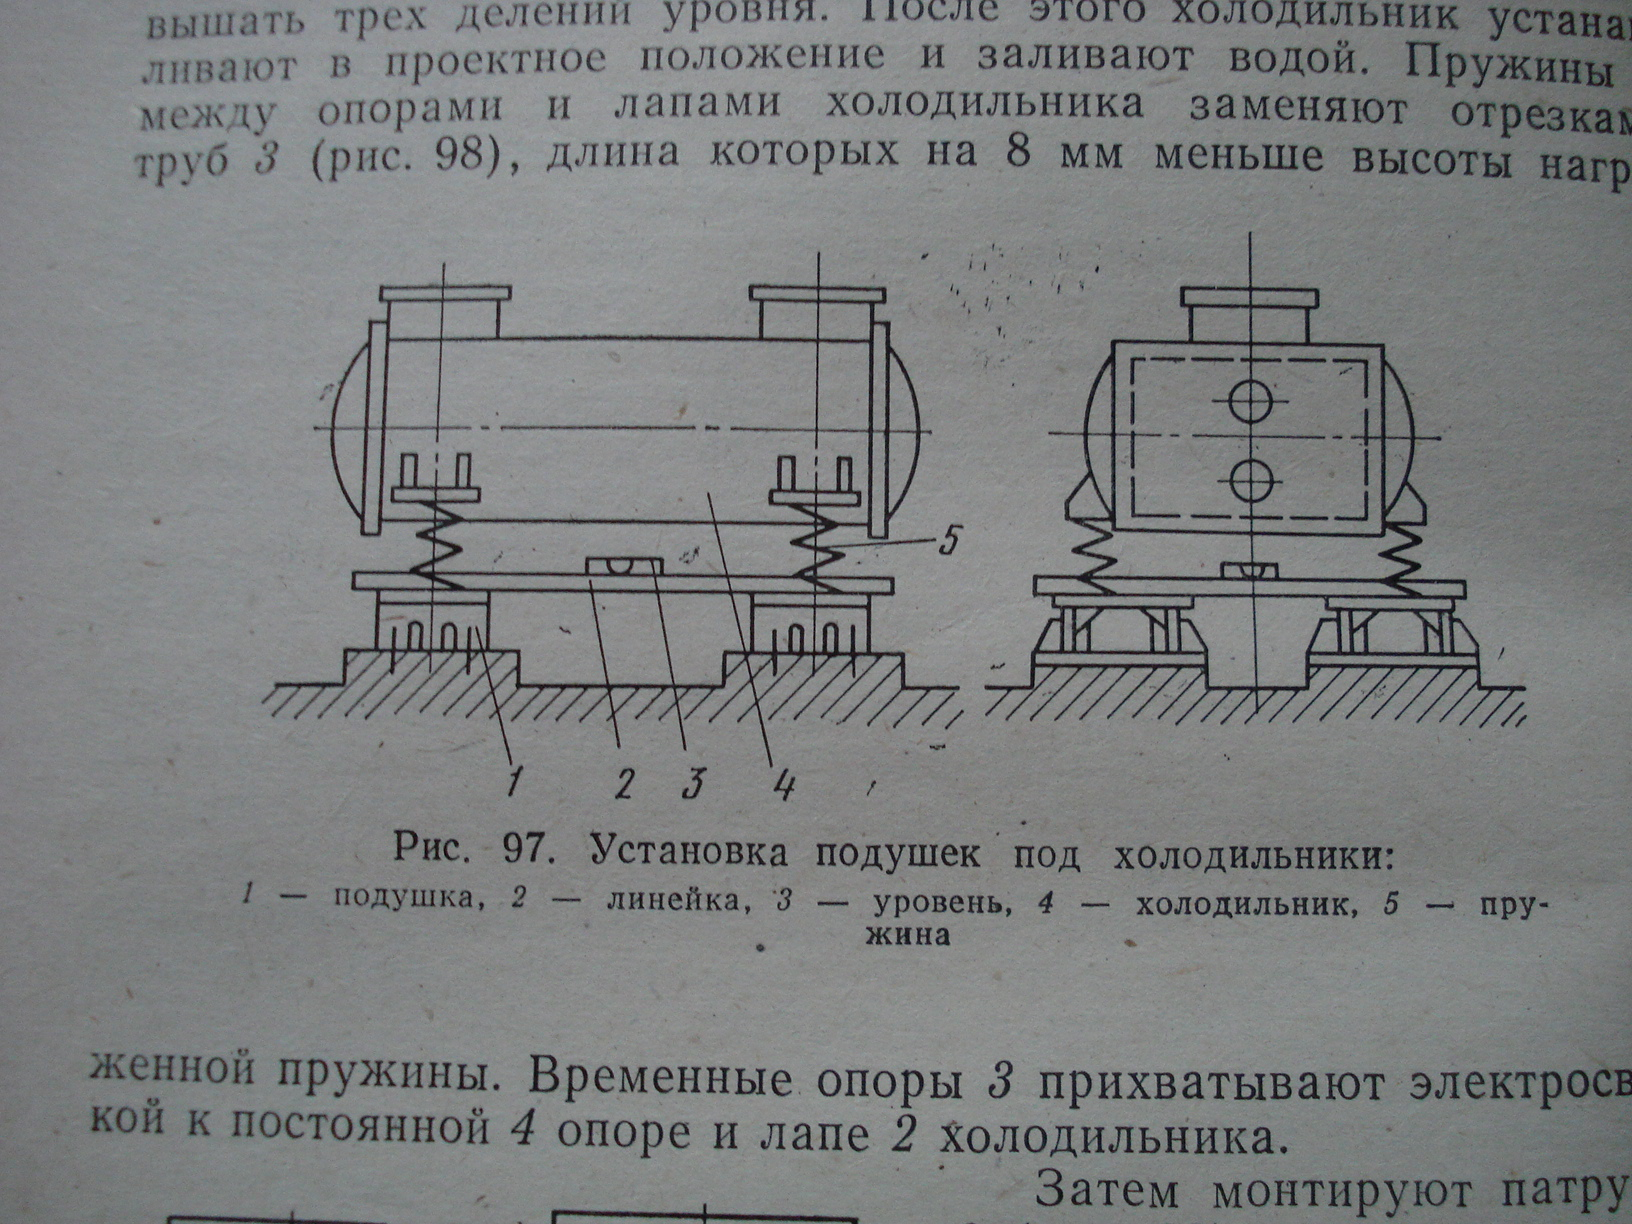 вышать трех делений уровня. После этого холодильник устана
ливают в проектное положение и заливают водой. Пружины
между опорами и лапами холодильника заменяют отрезкам
труб 3 (рис. 98), длина которых на 8 мм меньше высоты нагр
5
1 2 3 4
Рис. 97. Установка подушек под холодильники:
1 — подушка, 2 — линейка, 3 — уровень, 4 — холодильник, 5 — пру-
жина
женной пружины. Временные опоры 3 прихватывают электросв
кой к постоянной 4 опоре и лапе 2 холодильника.
Затем монтируют патру